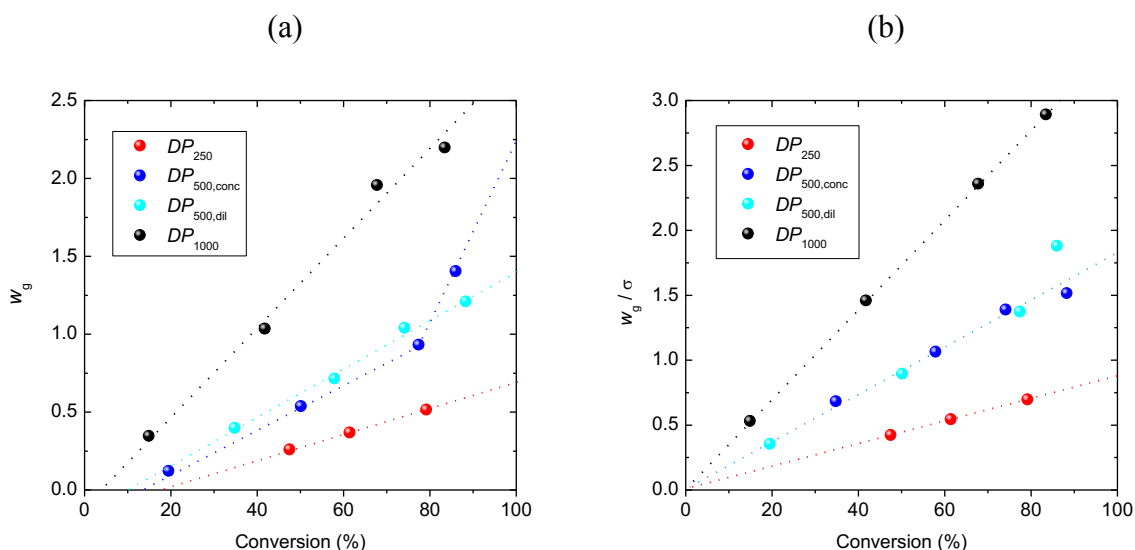 (a)
(b)
2.5
2.0
1.5
1.0
0.5
0.0
w_g
DP_250
DP_500,conc
DP_500,dil
DP_1000
0 20 40 60 80 100
Conversion (%)
3.0
2.5
2.0
1.5
1.0
0.5
0.0
w_g / σ
DP_250
DP_500,conc
DP_500,dil
DP_1000
0 20 40 60 80 100
Conversion (%)